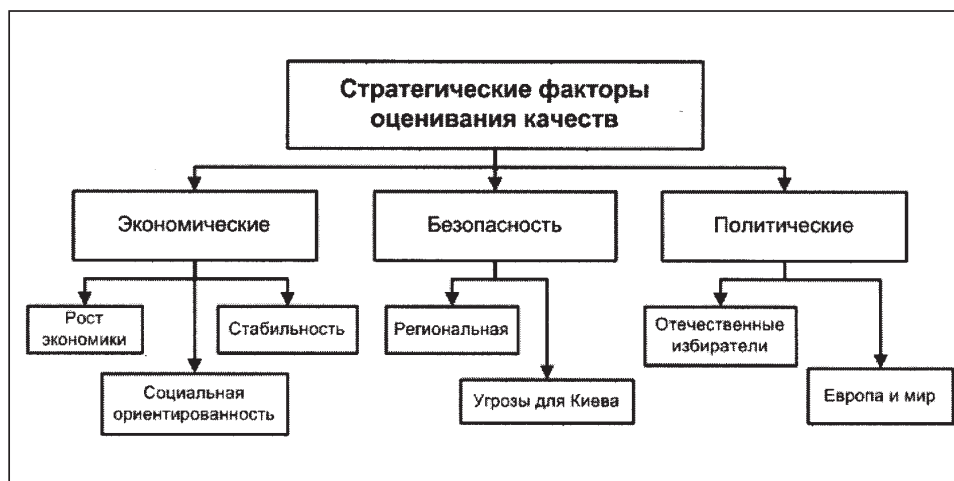 Стратегические факторы
оценивания качеств
Экономические
Безопасность
Политические
Рост
экономики
Стабильность
Региональная
Отечественные
избиратели
Социальная
ориентированность
Угрозы для Киева
Европа и мир